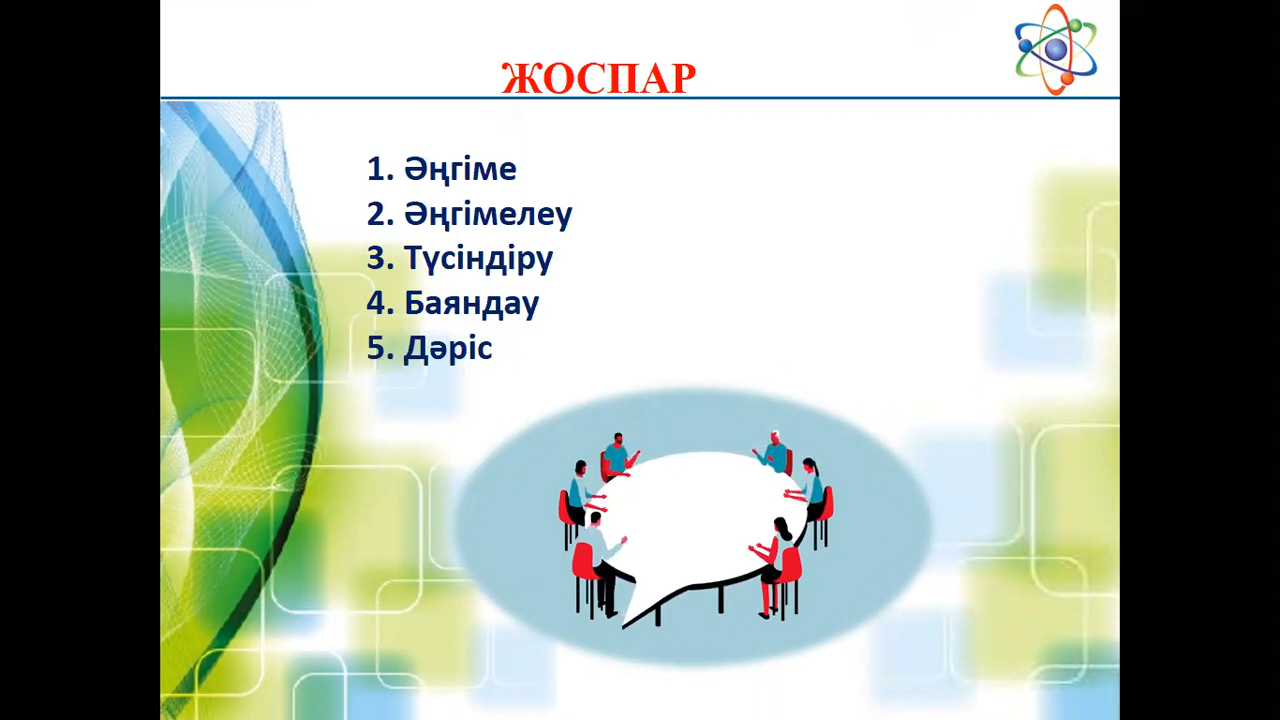 ЖОСПАР
1. Әңгіме
2. Әңгімелеу
3. Түсіндіру
4. Баяндау
5. Дәріс